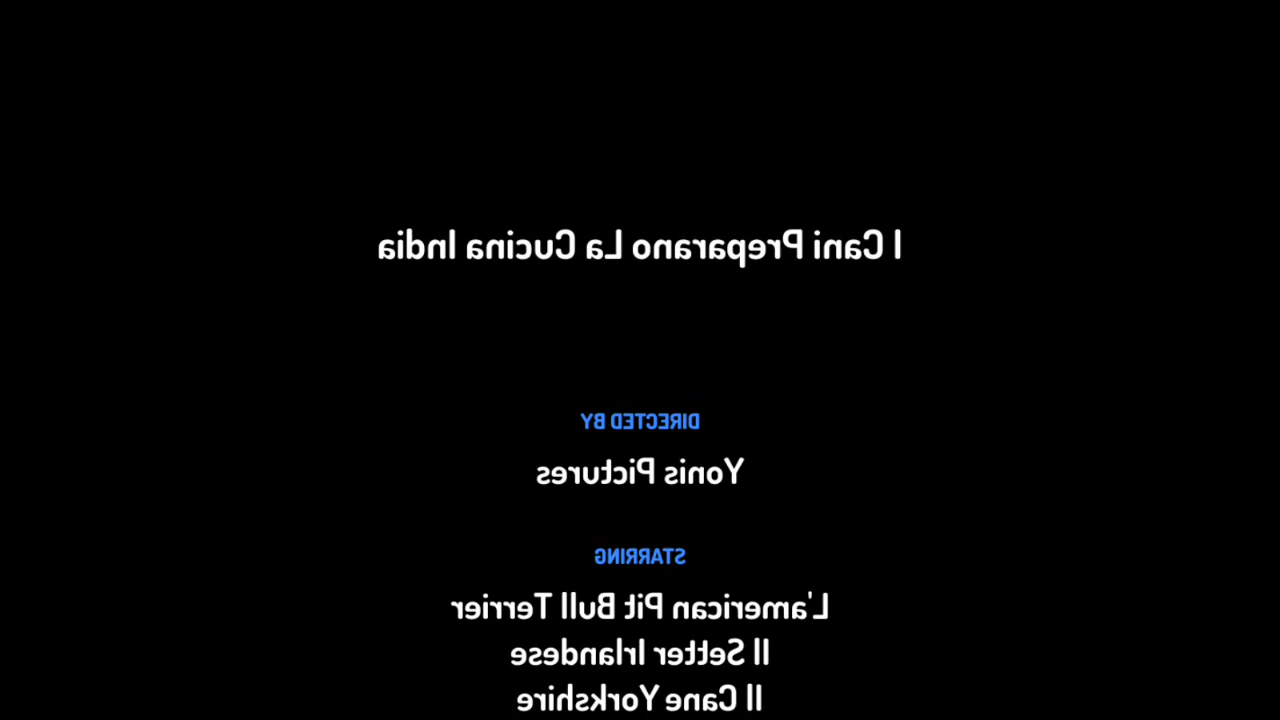 I Cani Preparano La Cucina India
DIRECTED BY
Yonis Pictures
STARRING
L'american Pit Bull Terrier
Il Setter Irlandese
Il Cane Yorkshire